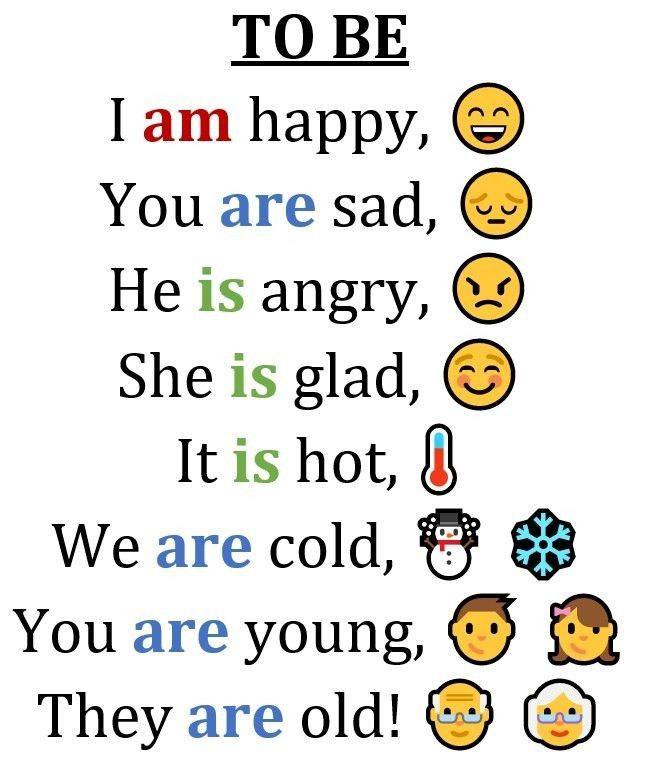 TO BE
I am happy,
You are sad,
He is angry,
She is glad,
It is hot,
We are cold,
You are young,
They are old!